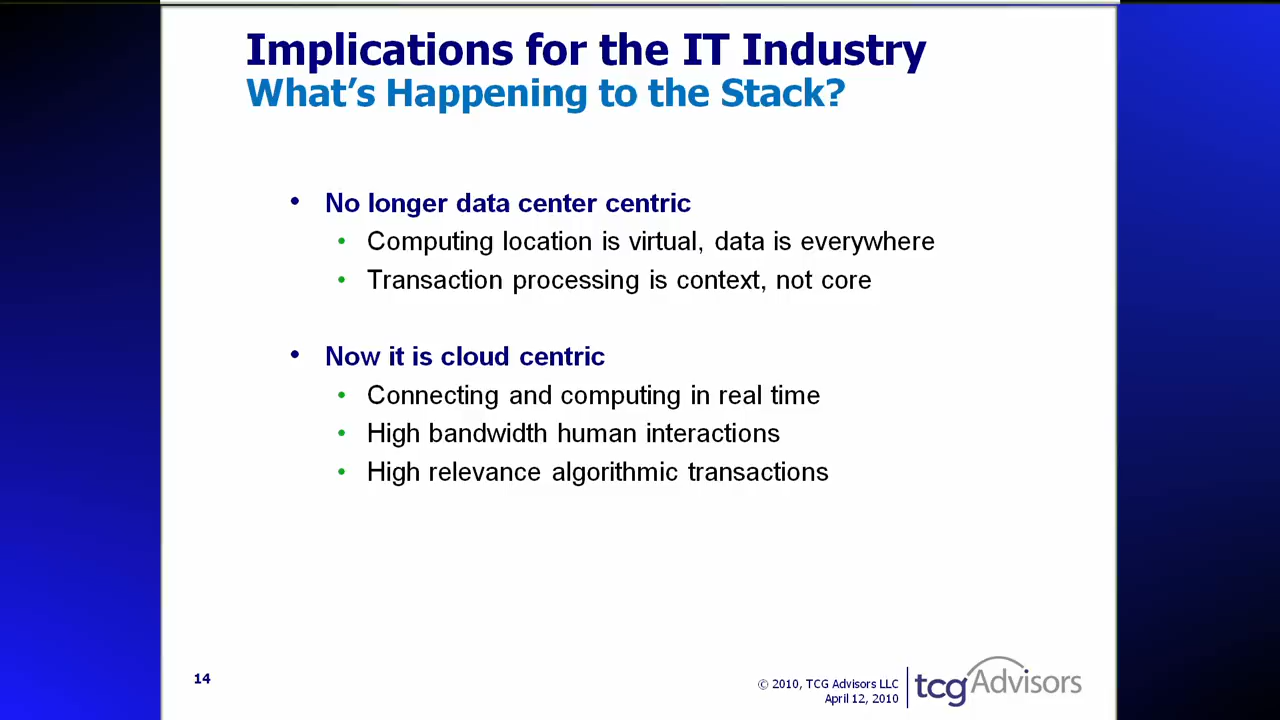 Implications for the IT Industry
What's Happening to the Stack?
• No longer data center centric
• Computing location is virtual, data is everywhere
• Transaction processing is context, not core
• Now it is cloud centric
• Connecting and computing in real time
• High bandwidth human interactions
• High relevance algorithmic transactions
14
© 2010, TCG Advisors LLC
April 12, 2010
tcgAdvisors